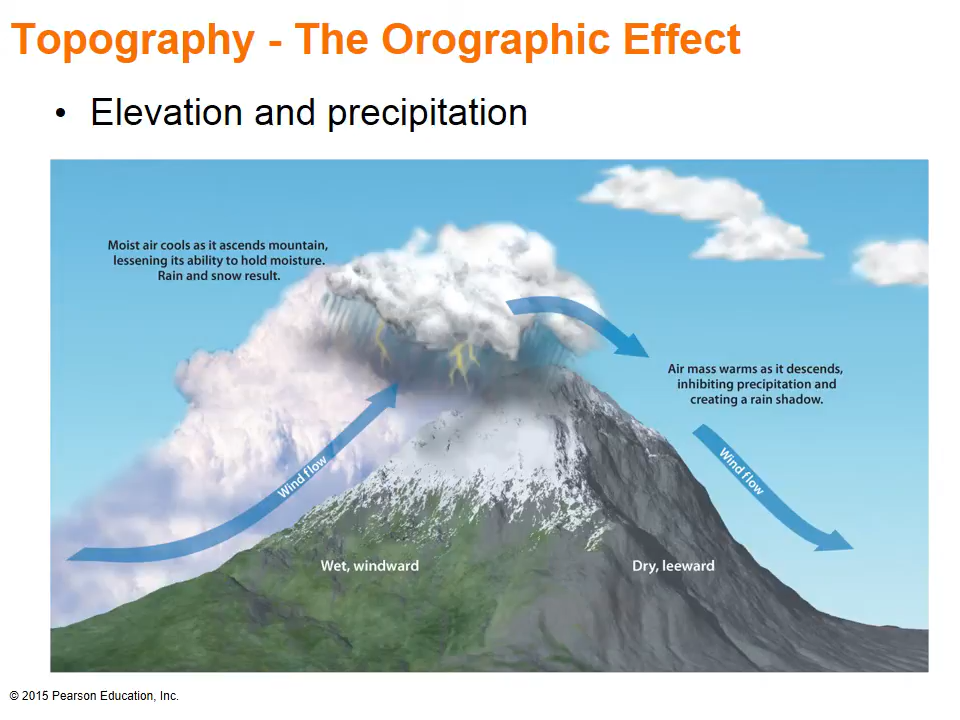 Topography - The Orographic Effect
• Elevation and precipitation
Moist air cools as it ascends mountain,
lessening its ability to hold moisture.
Rain and snow result.
Air mass warms as it descends,
inhibiting precipitation and
creating a rain shadow.
Wind flow
Wind flow
Wet, windward
Dry, leeward
© 2015 Pearson Education, Inc.